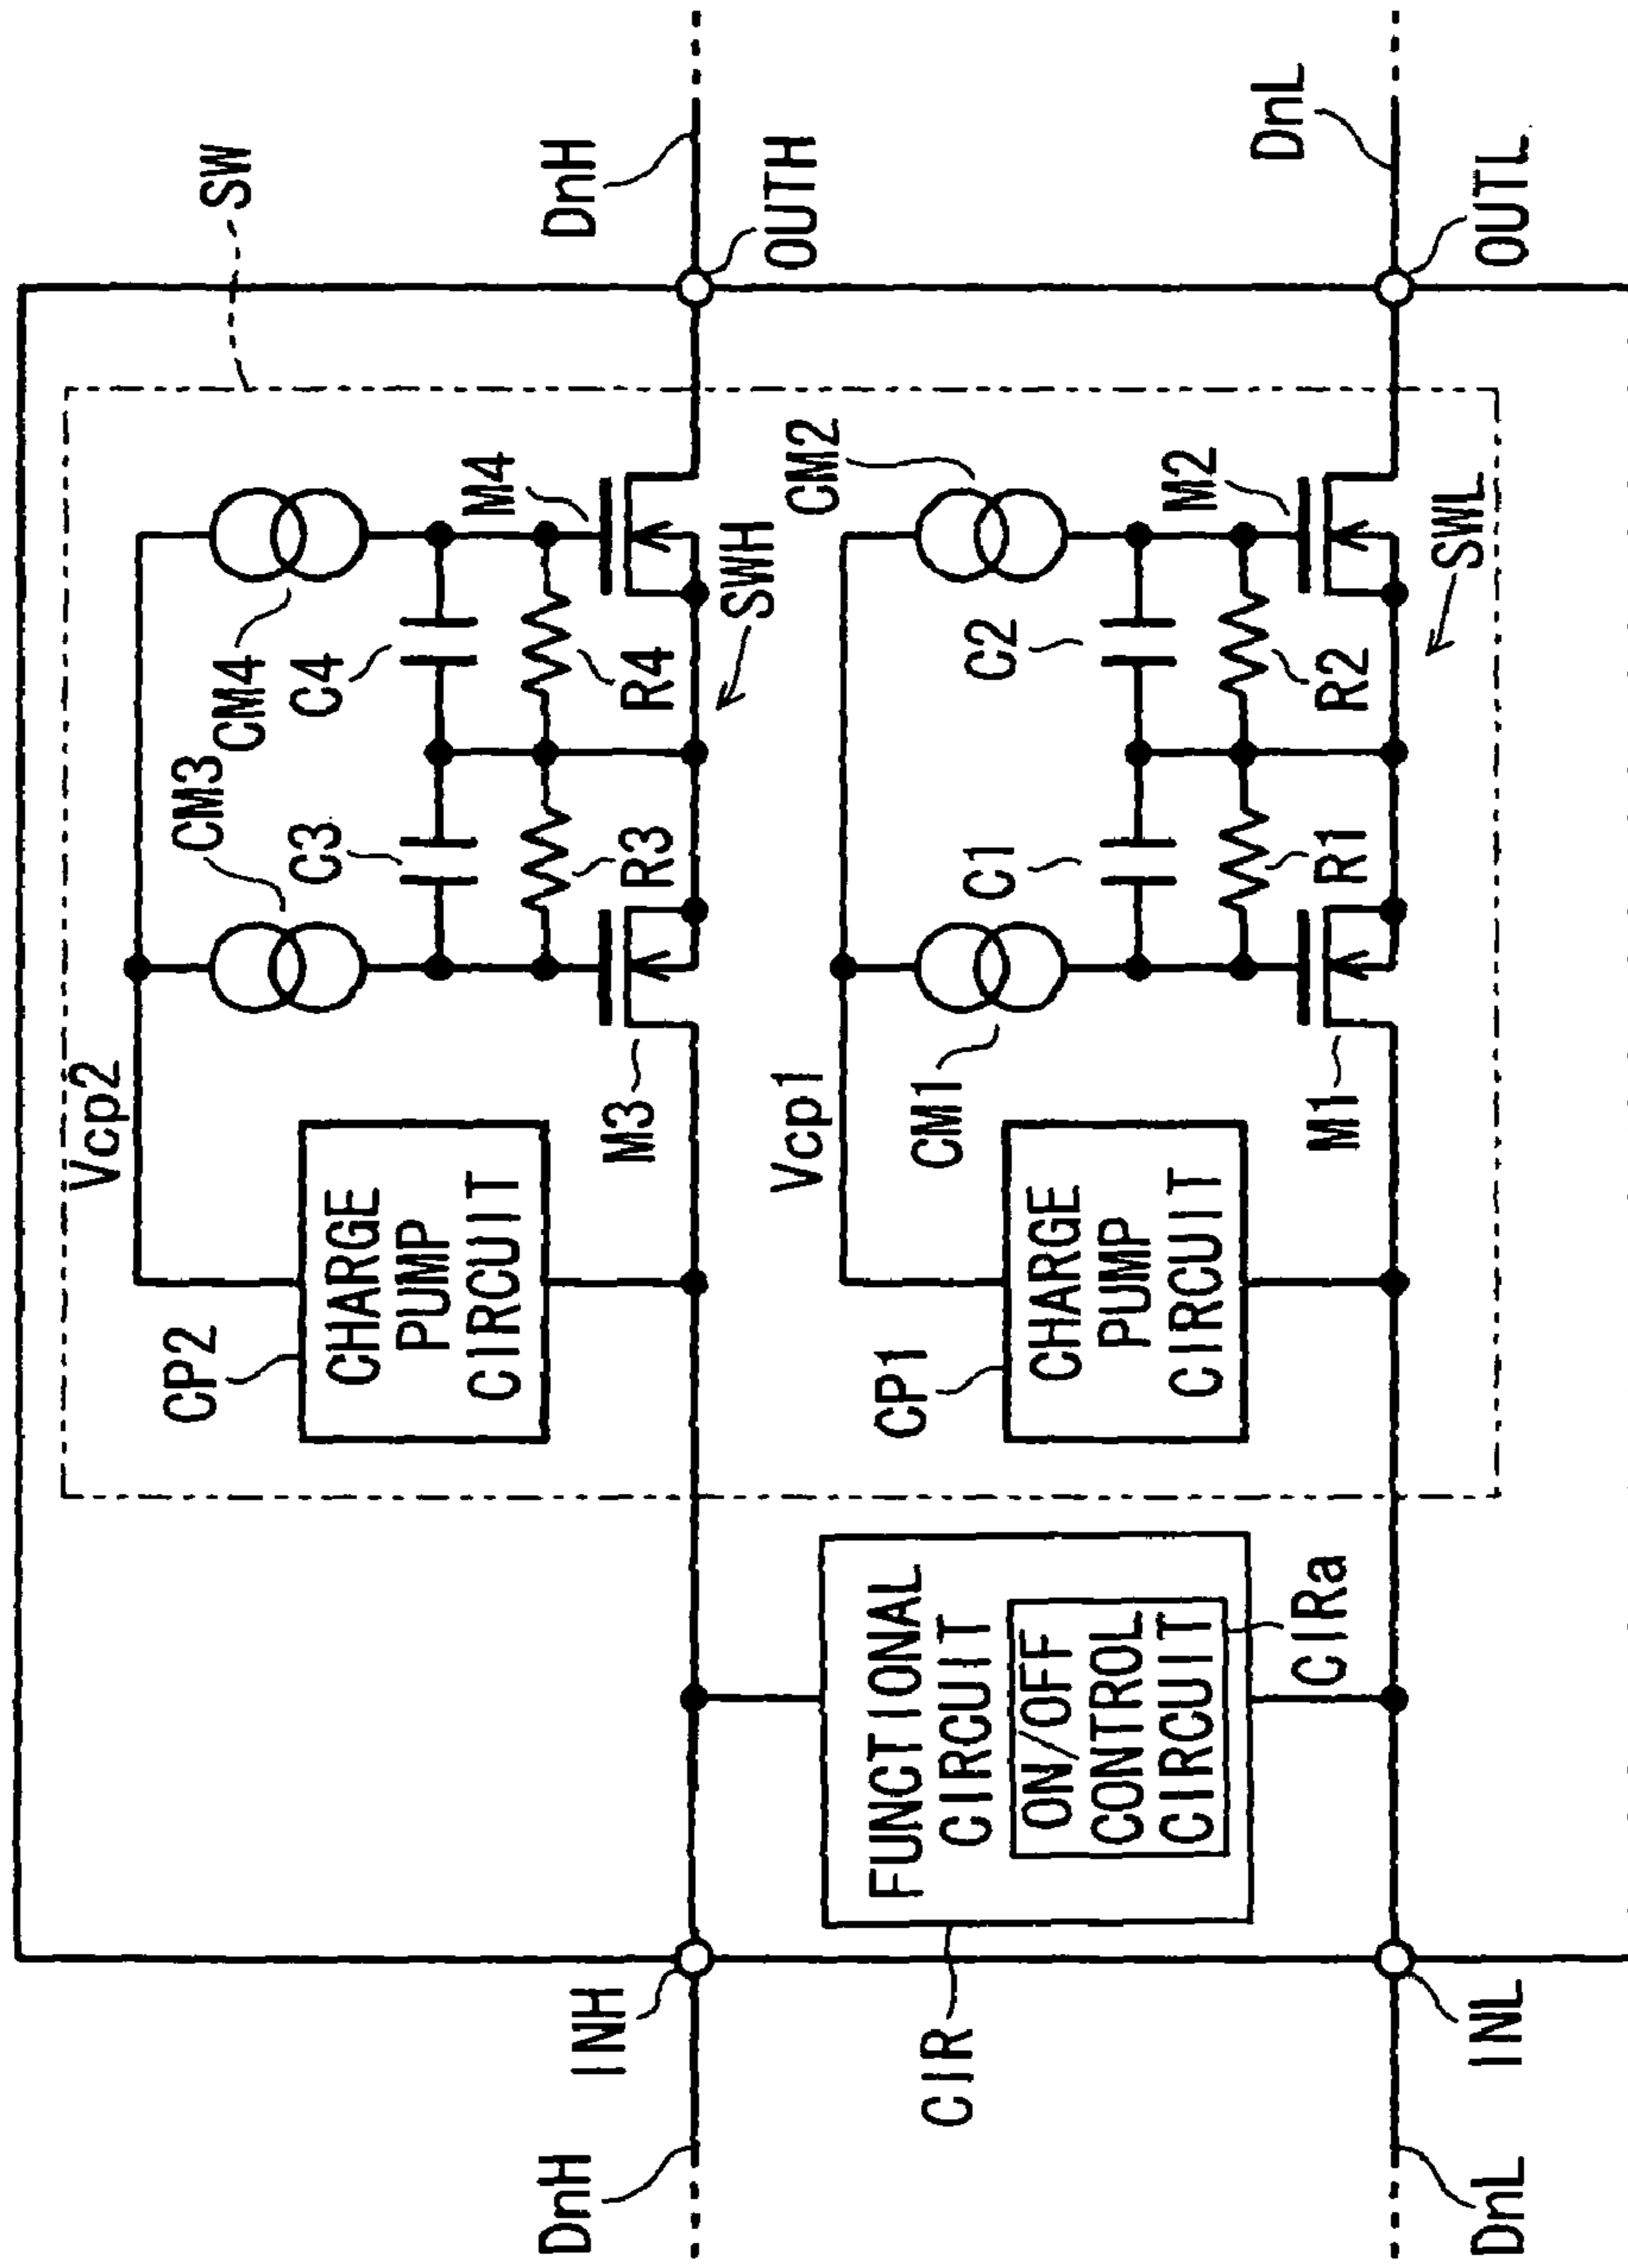 SW
Vcp2
CM3
CM4
CP2
CHARGE
PUMP
CIRCUIT
C3
C4
M4
R3
R4
M3
SWH
DnH
INH
DnH
OUTH
Vcp1
CM2
CP1
CHARGE
PUMP
CIRCUIT
CM1
C1
C2
M2
R1
R2
M1
SWL
FUNCTIONAL
CIRCUIT
ON/OFF
CONTROL
CIRCUIT
CIR
CIRa
DnL
INL
DnL
OUTL